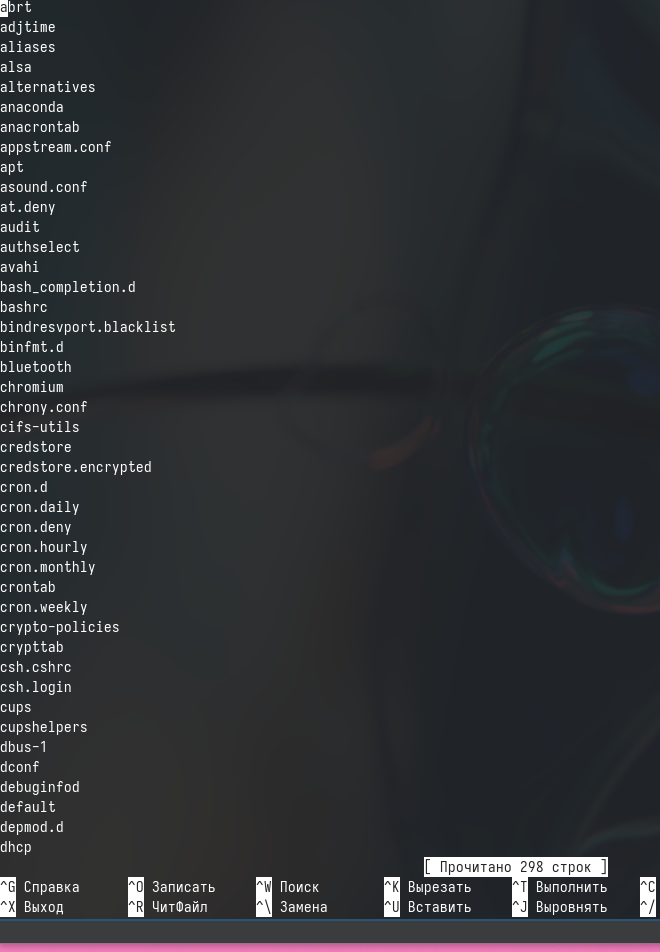 abrt
adjtime
aliases
alsa
alternatives
anaconda
anacrontab
appstream.conf
apt
asound.conf
at.deny
audit
authselect
avahi
bash_completion.d
bashrc
bindresvport.blacklist
binfmt.d
bluetooth
chromium
chrony.conf
cifs-utils
credstore
credstore.encrypted
cron.d
cron.daily
cron.deny
cron.hourly
cron.monthly
crontab
cron.weekly
crypto-policies
crypttab
csh.cshrc
csh.login
cups
cupshelpers
dbus-1
dconf
debuginfod
default
depmod.d
dhcp
[ Прочитано 298 строк ]
^G Справка ^O Записать ^W Поиск ^K Вырезать ^T Выполнить ^C
^X Выход ^R ЧитФайл ^\ Замена ^U Вставить ^J Выровнять ^/